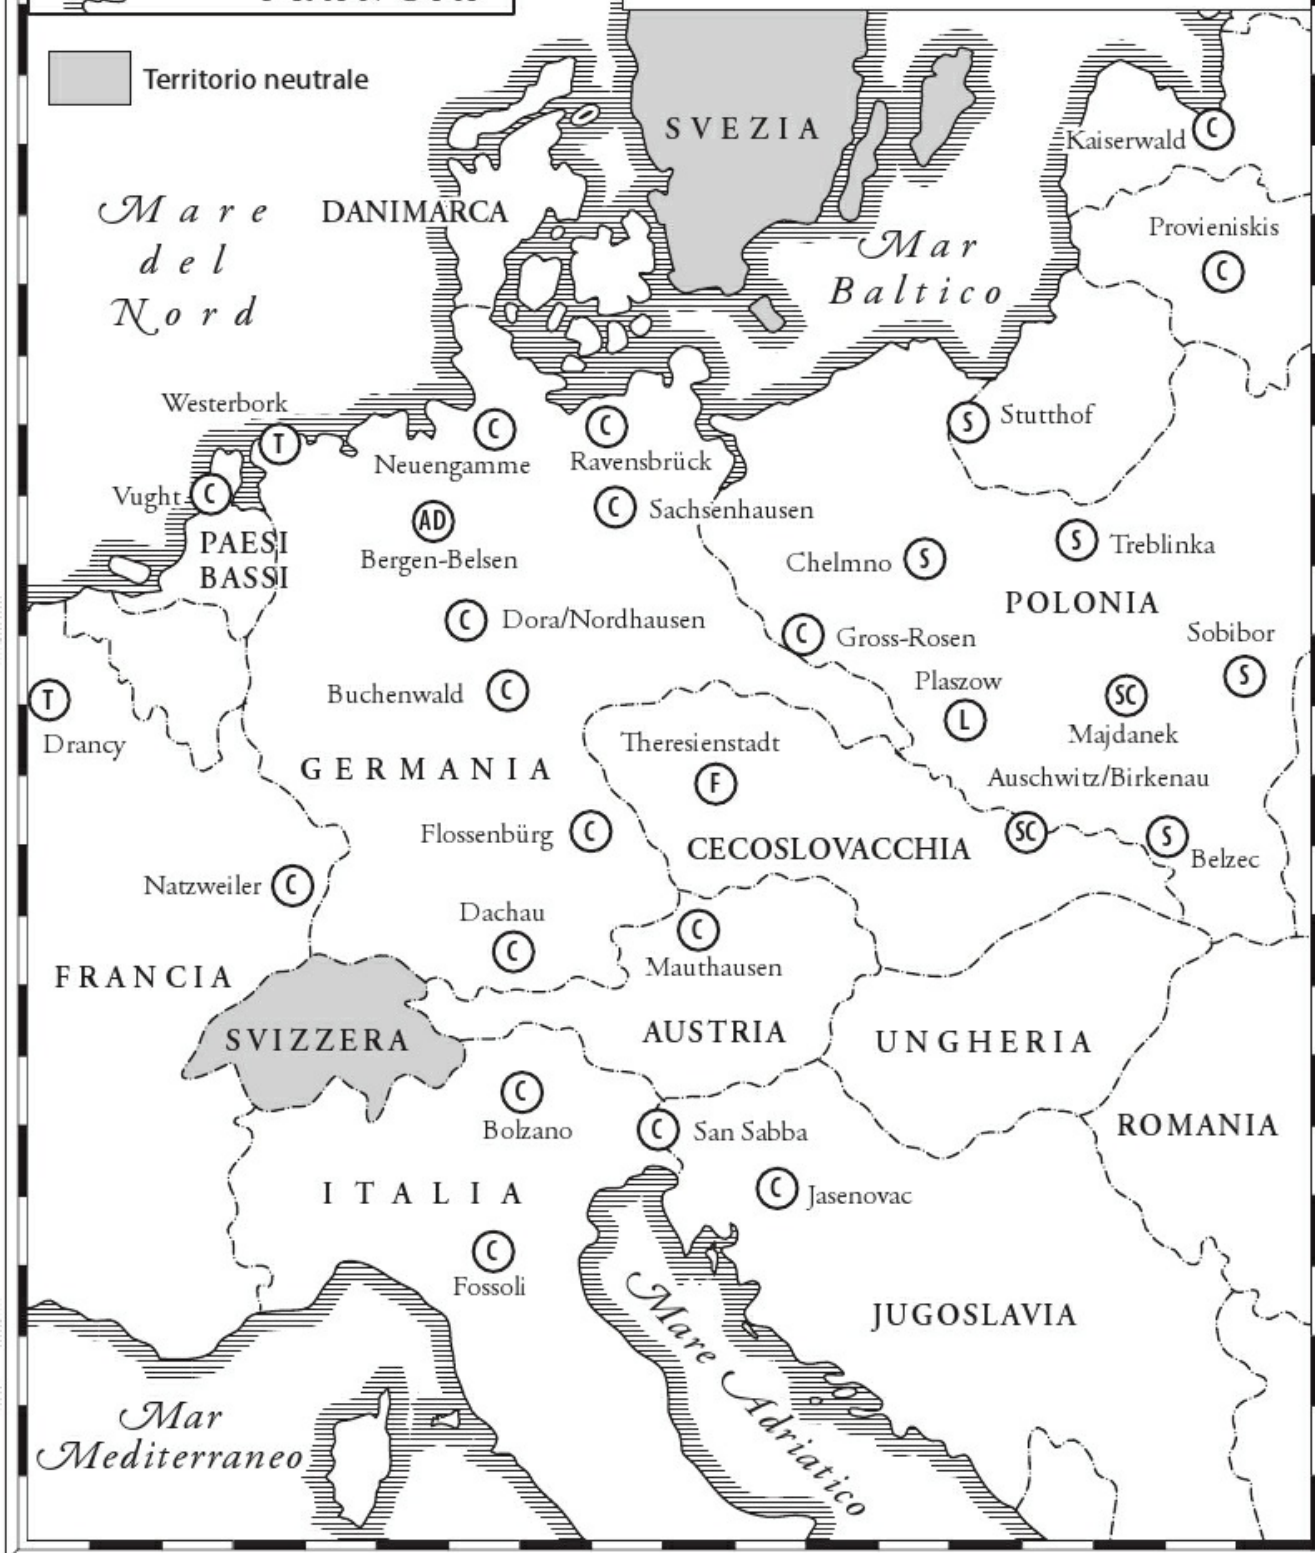 Territorio neutrale
SVEZIA
Kaiserwald
C
Mare
del
Nord
DANIMARCA
Mar
Baltico
Provieniskis
C
Westerbork
T
C
Neuengamme
C
Ravensbrück
S
Stutthof
Vught
C
AD
Bergen-Belsen
C
Sachsenhausen
PAESI
BASSI
Chelmno
S
S
Treblinka
POLONIA
C
Dora/Nordhausen
C
Gross-Rosen
Sobibor
S
T
Drancy
Buchenwald
C
Plaszow
L
SC
Majdanek
Theresienstadt
F
GERMANIA
Auschwitz/Birkenau
SC
Flossenbürg
C
CECOSLOVACCHIA
S
Belzec
Natzweiler
C
Dachau
C
C
Mauthausen
FRANCIA
SVIZZERA
AUSTRIA
UNGHERIA
C
Bolzano
C
San Sabba
ROMANIA
ITALIA
C
Jasenovac
C
Fossoli
JUGOSLAVIA
Mare Adriatico
Mar
Mediterraneo